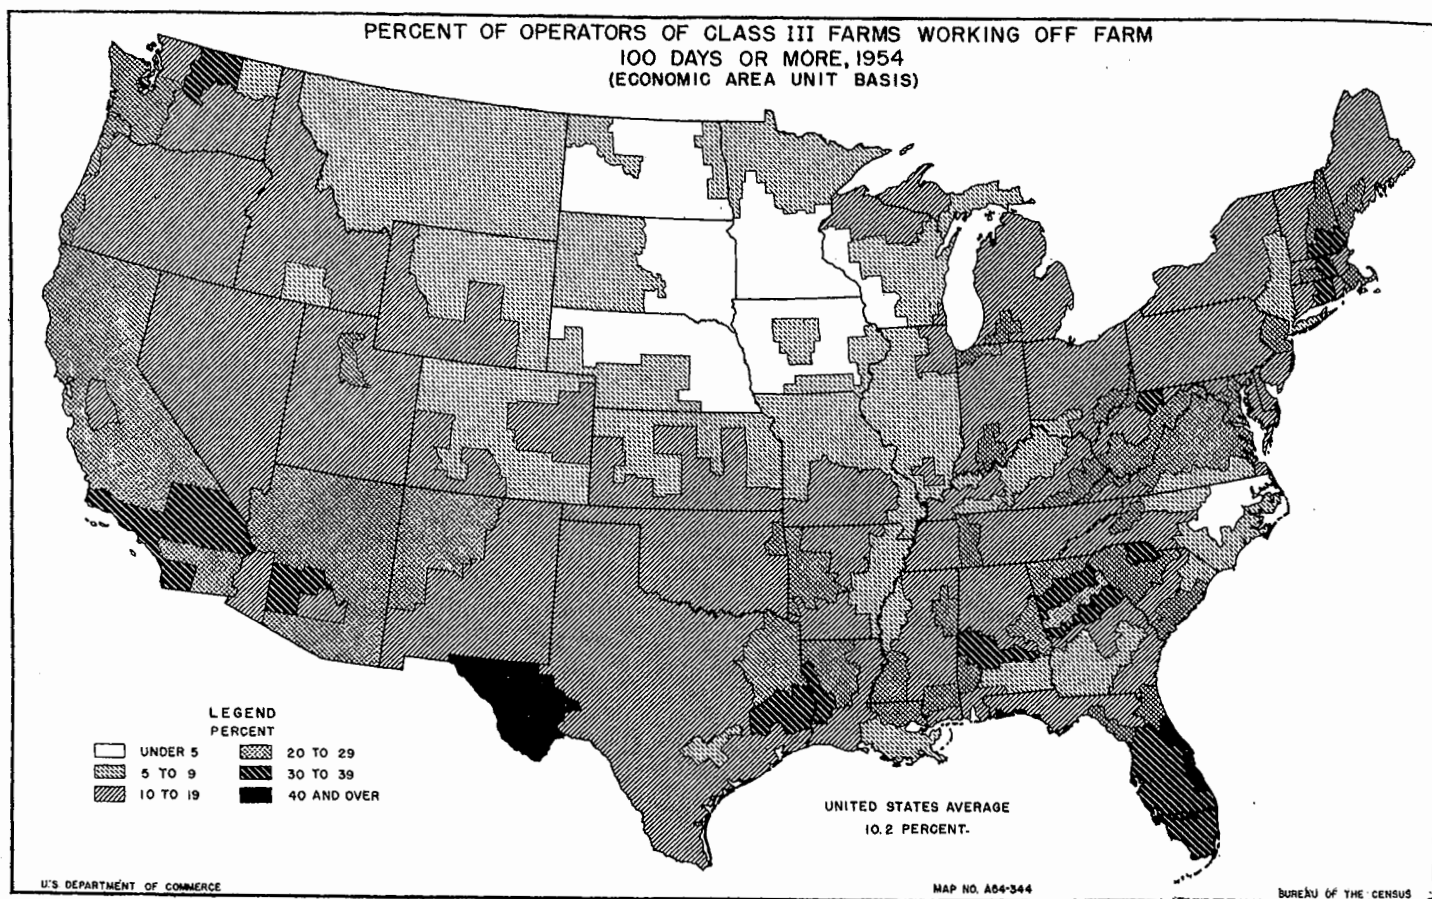 PERCENT OF OPERATORS OF CLASS III FARMS WORKING OFF FARM
100 DAYS OR MORE, 1954
(ECONOMIC AREA UNIT BASIS)
LEGEND
PERCENT
UNDER 5
5 TO 9
10 TO 19
20 TO 29
30 TO 39
40 AND OVER
UNITED STATES AVERAGE
10.2 PERCENT.
U.S DEPARTMENT OF COMMERCE
MAP NO. A54-344
BUREAU OF THE CENSUS